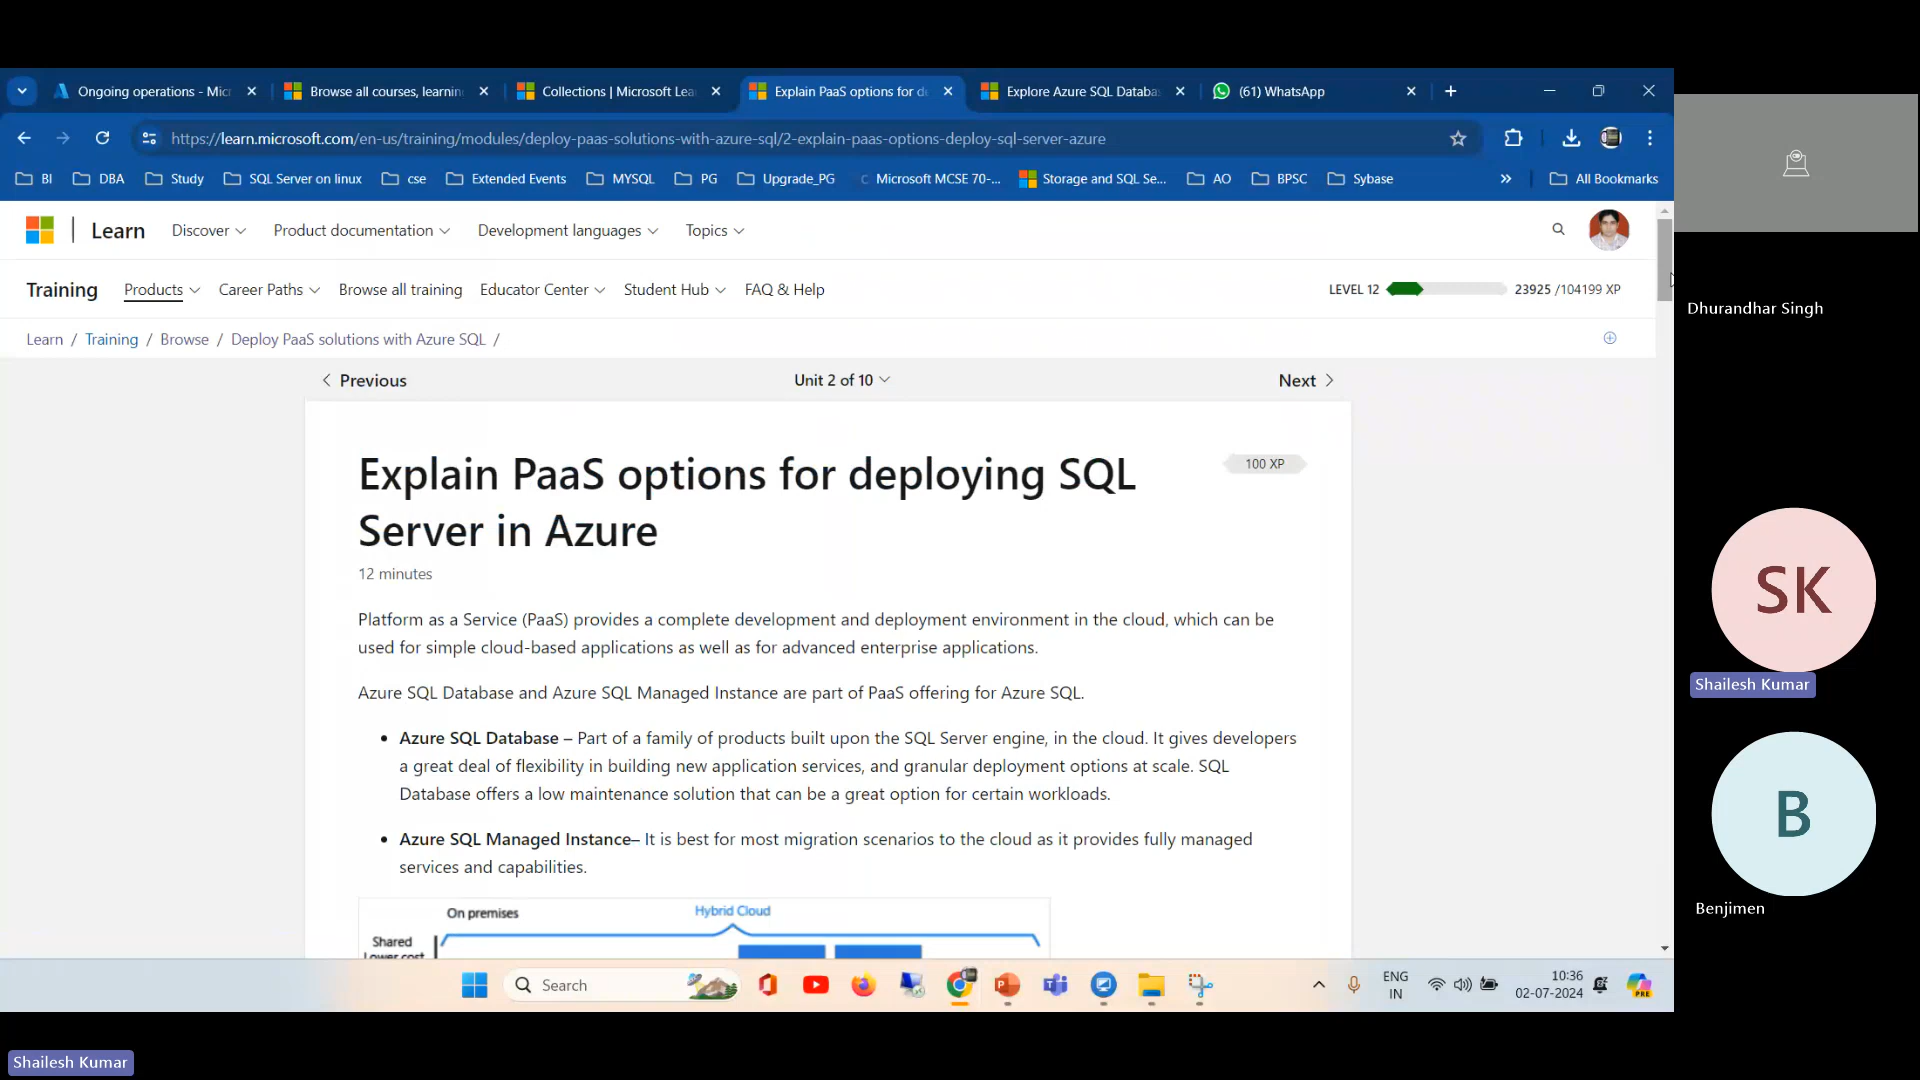 Ongoing operations - Mic
Browse all courses, learnin
Collections | Microsoft Lea
Explain PaaS options for d
Explore Azure SQL Databa
(61) WhatsApp
https://learn.microsoft.com/en-us/training/modules/deploy-paas-solutions-with-azure-sql/2-explain-paas-options-deploy-sql-server-azure
BI
DBA
Study
SQL Server on linux
cse
Extended Events
MYSQL
PG
Upgrade_PG
Microsoft MCSE 70-...
Storage and SQL Se...
AO
BPSC
Sybase
All Bookmarks
Learn
Discover
Product documentation
Development languages
Topics
Training
Products
Career Paths
Browse all training
Educator Center
Student Hub
FAQ & Help
LEVEL 12
23925 /104199 XP
Learn / Training / Browse / Deploy PaaS solutions with Azure SQL /
Previous
Unit 2 of 10
Next
Explain PaaS options for deploying SQL
Server in Azure
100 XP
12 minutes
Platform as a Service (PaaS) provides a complete development and deployment environment in the cloud, which can be
used for simple cloud-based applications as well as for advanced enterprise applications.
Azure SQL Database and Azure SQL Managed Instance are part of PaaS offering for Azure SQL.
• Azure SQL Database – Part of a family of products built upon the SQL Server engine, in the cloud. It gives developers
a great deal of flexibility in building new application services, and granular deployment options at scale. SQL
Database offers a low maintenance solution that can be a great option for certain workloads.
• Azure SQL Managed Instance– It is best for most migration scenarios to the cloud as it provides fully managed
services and capabilities.
On premises
Hybrid Cloud
Shared
Lower cost
Search
ENG
IN
10:36
02-07-2024
PRE
Dhurandhar Singh
SK
Shailesh Kumar
B
Benjimen
Shailesh Kumar